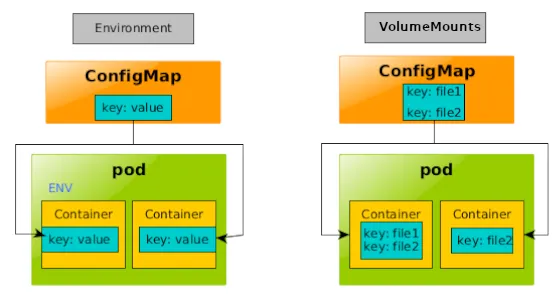 Environment
ConfigMap
key: value
pod
ENV
Container
Container
key: value
key: value
VolumeMounts
ConfigMap
key: file1
key: file2
pod
Container
Container
key: file1
key: file2
key: file2